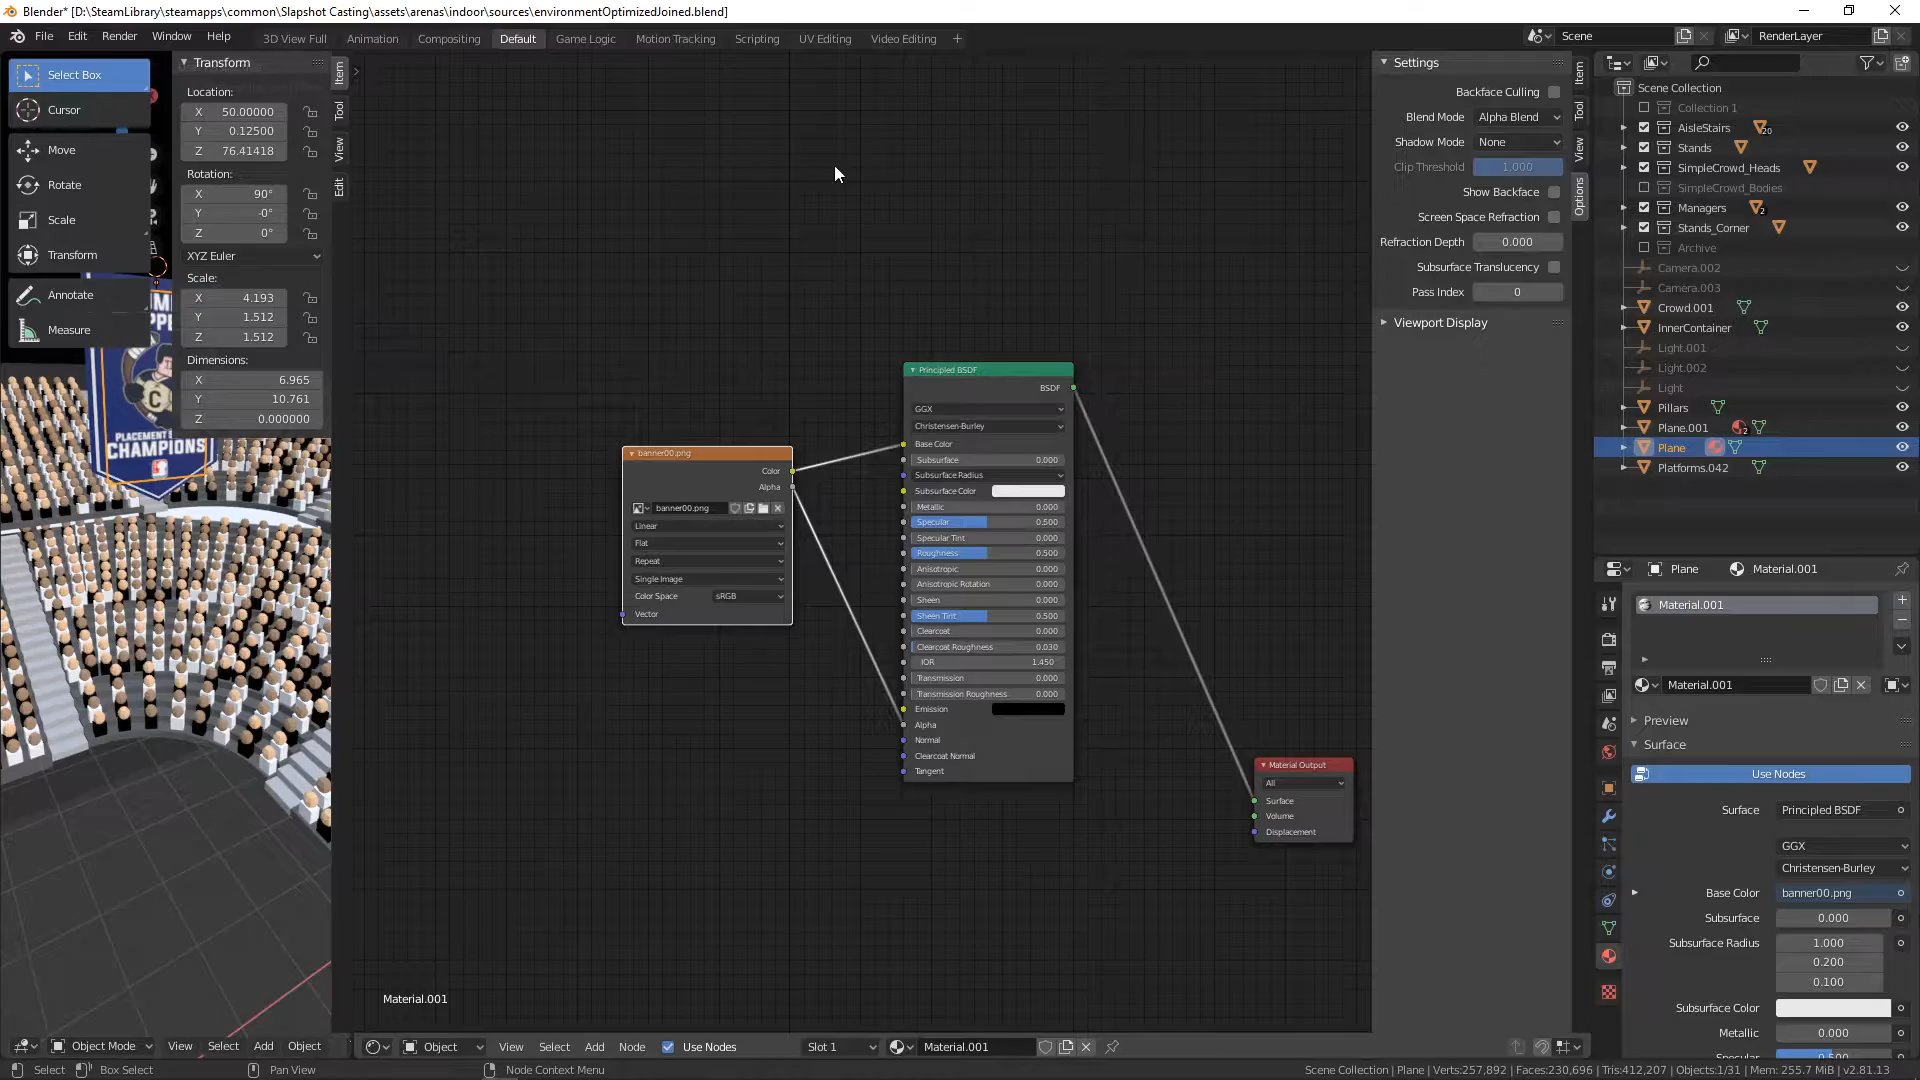 Blender* [D:\SteamLibrary\steamapps\common\Slapshot Casting\assets\arenas\indoor\sources\environmentOptimizedJoined.blend]
File Edit Render Window Help
3D View Full Animation Compositing Default Game Logic Motion Tracking Scripting UV Editing Video Editing +
Scene
RenderLayer
Select Box
Cursor
Move
Rotate
Scale
Transform
Annotate
Measure
Transform
Location:
X 50.00000
Y 0.12500
Z 76.41418
Rotation:
X 90°
Y -0°
Z 0°
XYZ Euler
Scale:
X 4.193
Y 1.512
Z 1.512
Dimensions:
X 6.965
Y 10.761
Z 0.000000
Item
Tool
View
Edit
PLACEMENT
CHAMPIONS
banner00.png
Color
Alpha
banner00.png
Linear
Flat
Repeat
Single Image
Color Space sRGB
Vector
Principled BSDF
BSDF
GGX
Christensen-Burley
Base Color
Subsurface 0.000
Subsurface Radius
Subsurface Color
Metallic 0.000
Specular 0.500
Specular Tint 0.000
Roughness 0.500
Anisotropic 0.000
Anisotropic Rotation 0.000
Sheen 0.000
Sheen Tint 0.500
Clearcoat 0.000
Clearcoat Roughness 0.030
IOR 1.450
Transmission 0.000
Transmission Roughness 0.000
Emission
Alpha
Normal
Clearcoat Normal
Tangent
Material Output
All
Surface
Volume
Displacement
Material.001
Settings
Backface Culling
Blend Mode Alpha Blend
Shadow Mode None
Clip Threshold 1.000
Show Backface
Screen Space Refraction
Refraction Depth 0.000
Subsurface Translucency
Pass Index 0
Viewport Display
Item
Tool
View
Options
Scene Collection
Collection 1
AisleStairs 20
Stands
SimpleCrowd_Heads
SimpleCrowd_Bodies
Managers 2
Stands_Corner
Archive
Camera.002
Camera.003
Crowd.001
InnerContainer
Light.001
Light.002
Light
Pillars
Plane.001 2
Plane
Platforms.042
Plane Material.001
Material.001
Material.001
Preview
Surface
Use Nodes
Surface Principled BSDF
GGX
Christensen-Burley
Base Color banner00.png
Subsurface 0.000
Subsurface Radius 1.000
0.200
0.100
Subsurface Color
Metallic 0.000
Specular 0.500
Object Mode View Select Add Object
Object View Select Add Node Use Nodes Slot 1 Material.001
Select Box Select Pan View Node Context Menu
Scene Collection | Plane | Verts:257,892 | Faces:230,696 | Tris:412,207 | Objects:1/31 | Mem: 255.7 MiB | v2.81.13